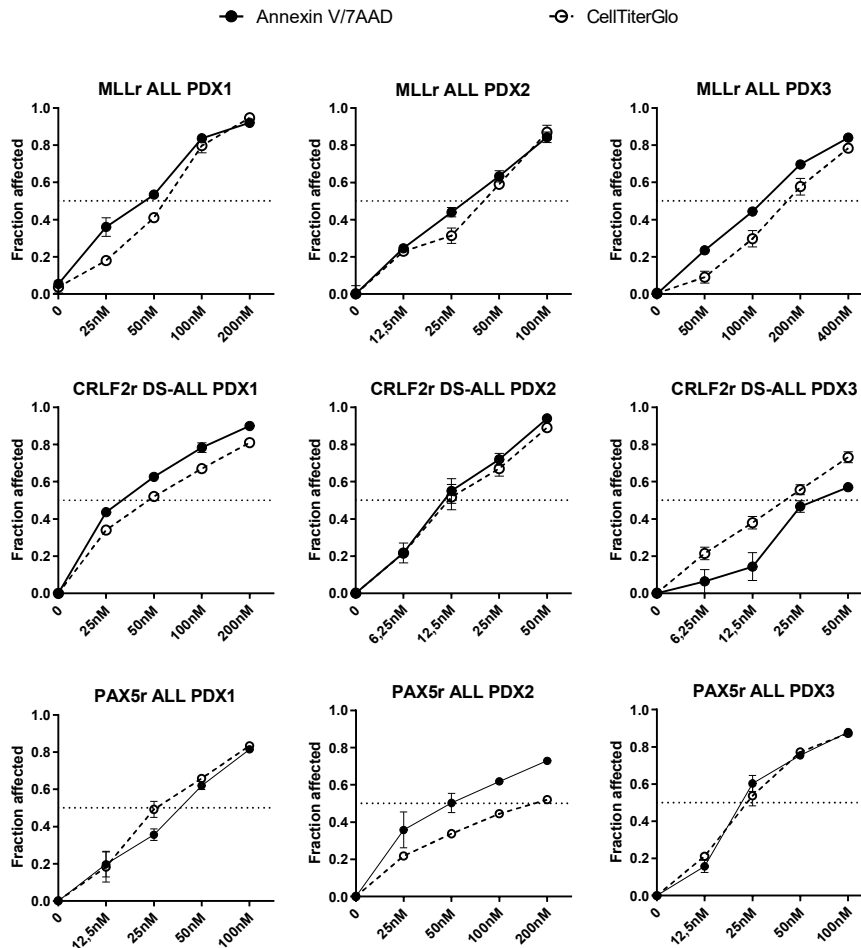 Annexin V/7AAD CellTiterGlo
MLLr ALL PDX1
Fraction affected
1.0
0.8
0.6
0.4
0.2
0.0
0 25nM 50nM 100nM 200nM
MLLr ALL PDX2
Fraction affected
1.0
0.8
0.6
0.4
0.2
0.0
0 12,5nM 25nM 50nM 100nM
MLLr ALL PDX3
Fraction affected
1.0
0.8
0.6
0.4
0.2
0.0
0 50nM 100nM 200nM 400nM
CRLF2r DS-ALL PDX1
Fraction affected
1.0
0.8
0.6
0.4
0.2
0.0
0 25nM 50nM 100nM 200nM
CRLF2r DS-ALL PDX2
Fraction affected
1.0
0.8
0.6
0.4
0.2
0.0
0 6,25nM 12,5nM 25nM 50nM
CRLF2r DS-ALL PDX3
Fraction affected
1.0
0.8
0.6
0.4
0.2
0.0
0 6,25nM 12,5nM 25nM 50nM
PAX5r ALL PDX1
Fraction affected
1.0
0.8
0.6
0.4
0.2
0.0
0 12,5nM 25nM 50nM 100nM
PAX5r ALL PDX2
Fraction affected
1.0
0.8
0.6
0.4
0.2
0.0
0 25nM 50nM 100nM 200nM
PAX5r ALL PDX3
Fraction affected
1.0
0.8
0.6
0.4
0.2
0.0
0 12,5nM 25nM 50nM 100nM